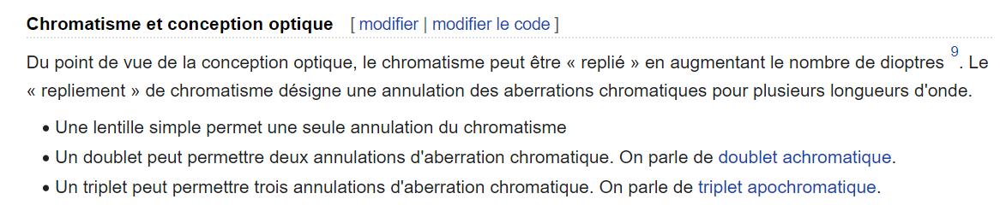 Chromatisme et conception optique [ modifier | modifier le code ]
Du point de vue de la conception optique, le chromatisme peut être « replié » en augmentant le nombre de dioptres 9. Le
« repliement » de chromatisme désigne une annulation des aberrations chromatiques pour plusieurs longueurs d'onde.
• Une lentille simple permet une seule annulation du chromatisme
• Un doublet peut permettre deux annulations d'aberration chromatique. On parle de doublet achromatique.
• Un triplet peut permettre trois annulations d'aberration chromatique. On parle de triplet apochromatique.